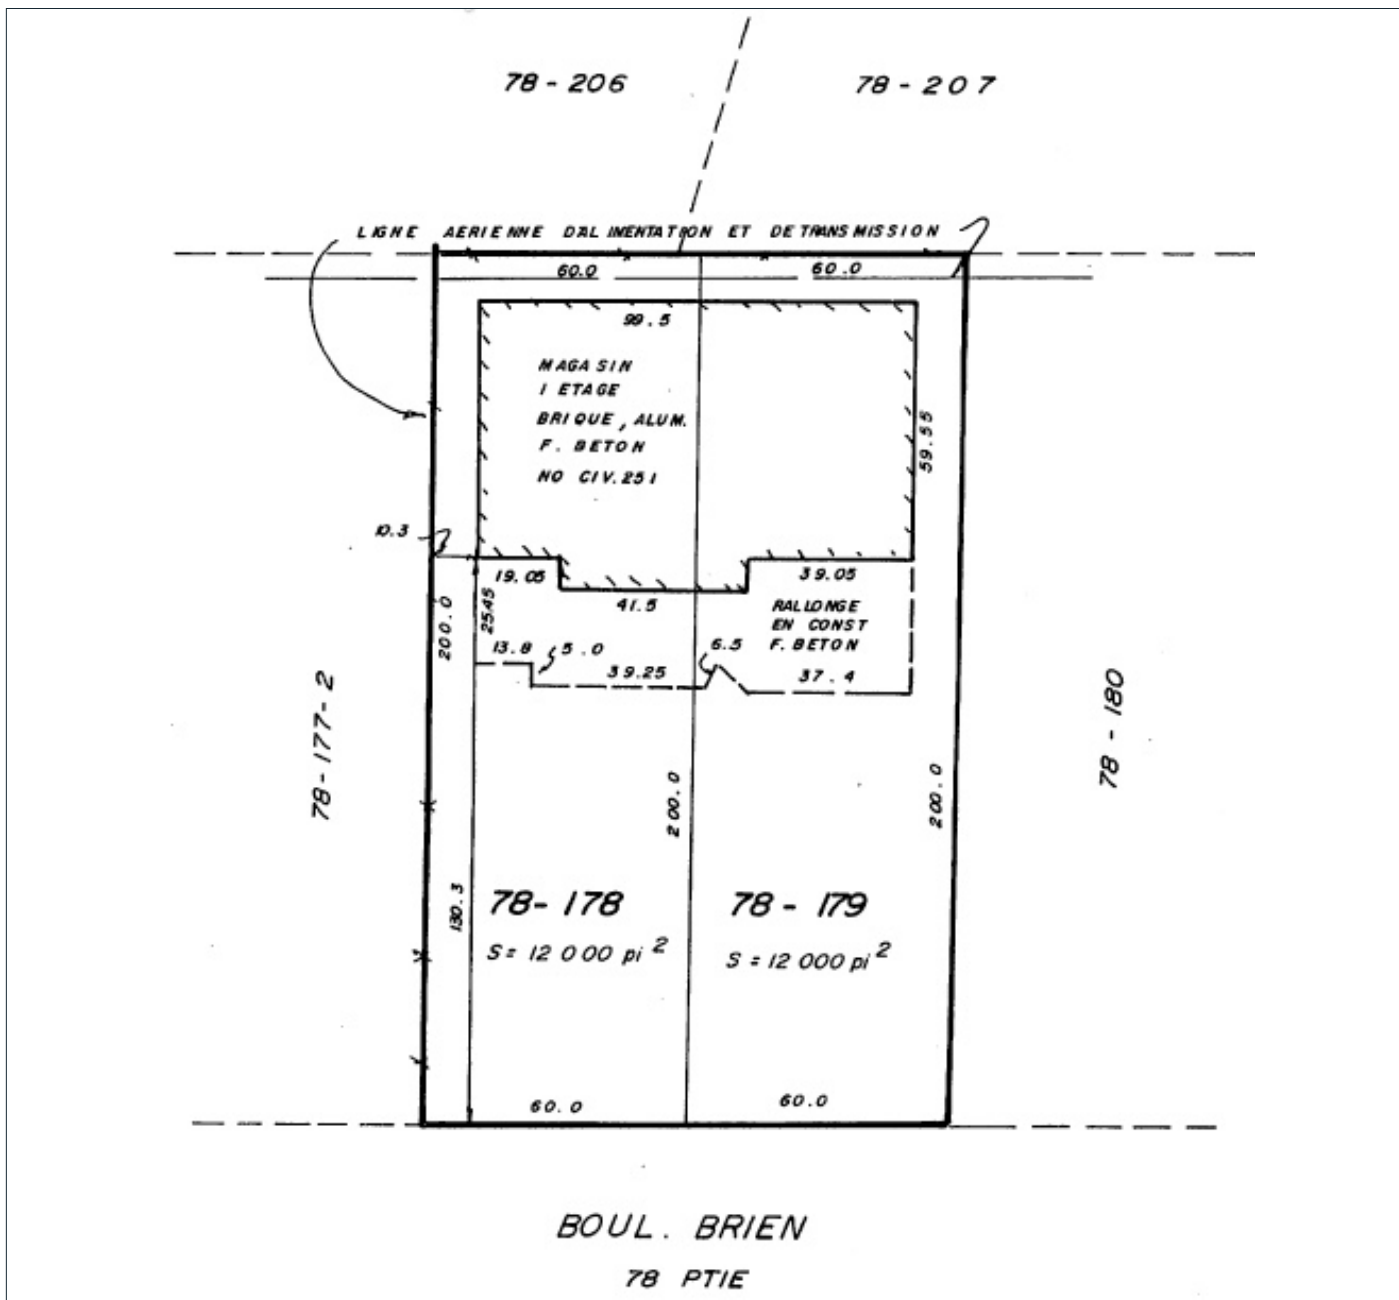 78-206
78-207
LIGNE AERIENNE D'ALIMENTATION ET DE TRANSMISSION
60.0
60.0
99.5
MAGASIN
1 ETAGE
BRIQUE, ALUM.
F. BETON
NO CIV. 251
59.55
10.3
19.05
39.05
41.5
25.45
200.0
RALLONGE
EN CONST
F. BETON
13.8
5.0
6.5
39.25
37.4
78-177-2
78-180
200.0
200.0
130.3
78-178
78-179
S= 12 000 pi²
S= 12 000 pi²
60.0
60.0
BOUL. BRIEN
78 PTIE